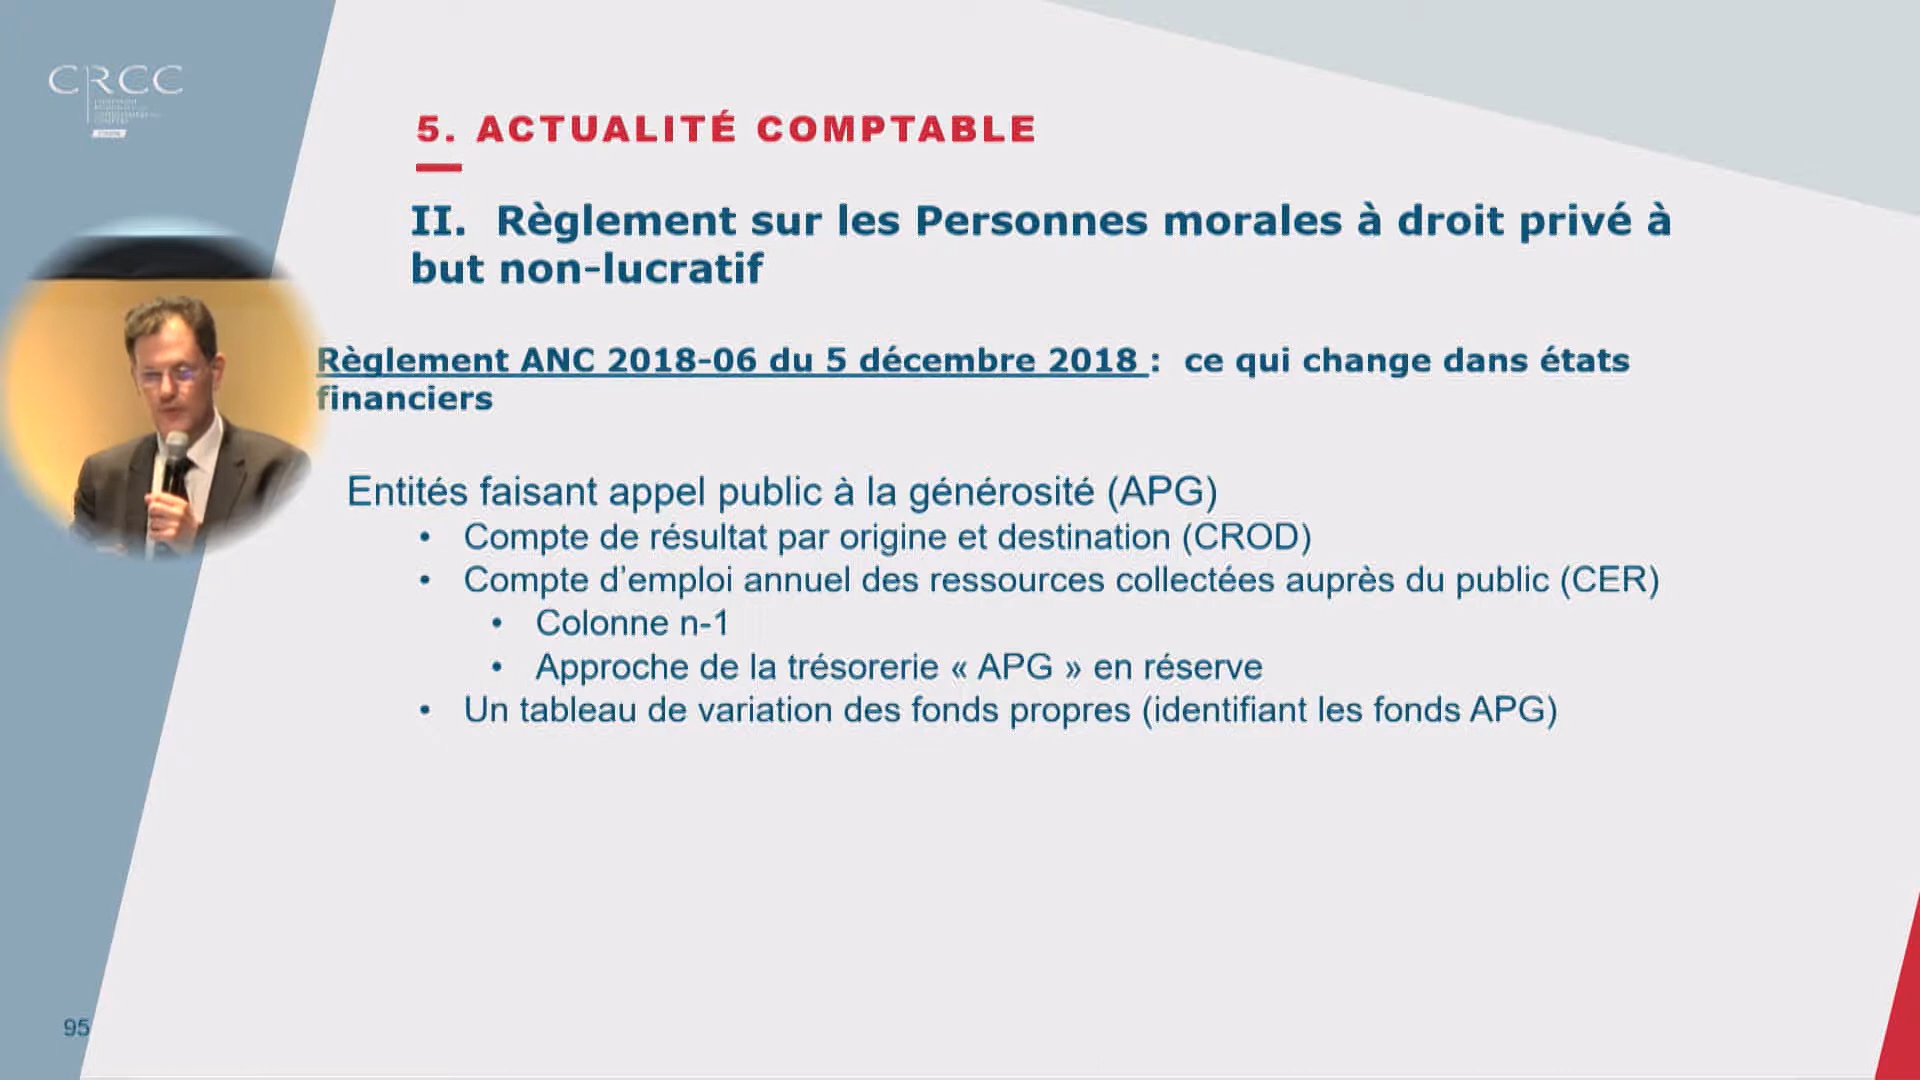 CRCC
5. ACTUALITÉ COMPTABLE
II. Règlement sur les Personnes morales à droit privé à
but non-lucratif
Règlement ANC 2018-06 du 5 décembre 2018 : ce qui change dans états
financiers
Entités faisant appel public à la générosité (APG)
• Compte de résultat par origine et destination (CROD)
• Compte d’emploi annuel des ressources collectées auprès du public (CER)
• Colonne n-1
• Approche de la trésorerie « APG » en réserve
• Un tableau de variation des fonds propres (identifiant les fonds APG)
95